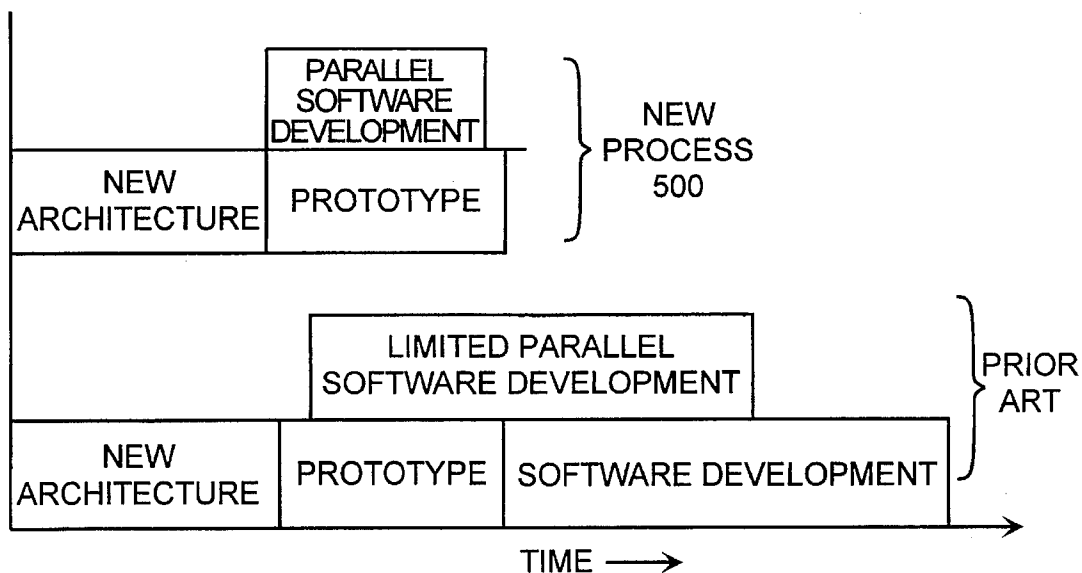 PARALLEL
SOFTWARE
DEVELOPMENT
NEW
PROCESS
500
NEW
ARCHITECTURE
PROTOTYPE
LIMITED PARALLEL
SOFTWARE DEVELOPMENT
PRIOR
ART
NEW
ARCHITECTURE
PROTOTYPE
SOFTWARE DEVELOPMENT
TIME